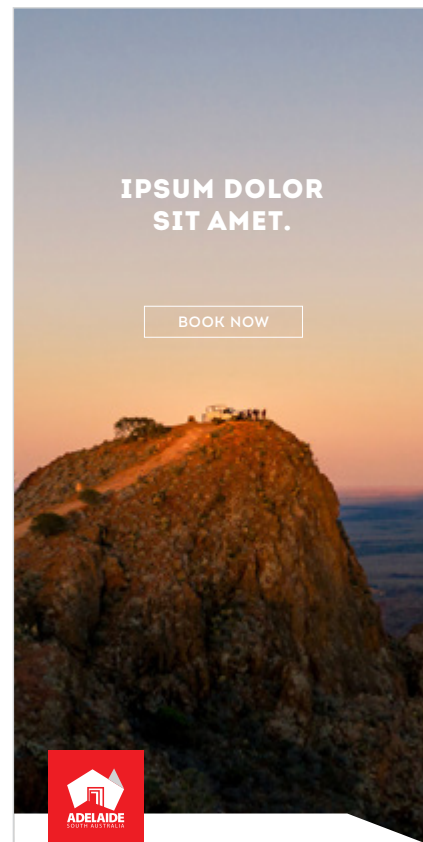 IPSUM DOLOR
SIT AMET.
BOOK NOW
ADELAIDE
SOUTH AUSTRALIA